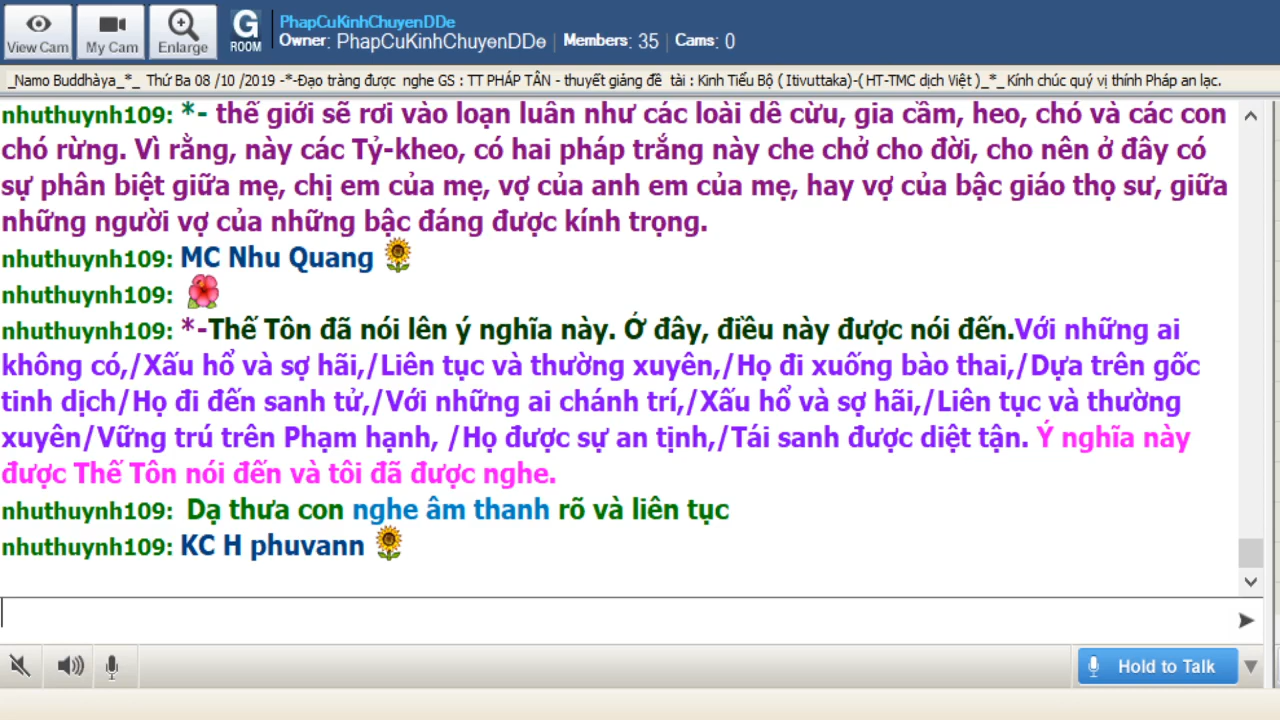 View Cam
My Cam
Enlarge
G
ROOM
PhapCuKinhChuyenDDe
Owner: PhapCuKinhChuyenDDe | Members: 35 | Cams: 0
_Namo Buddhàya_*_ Thứ Ba 08 /10 /2019 -*-Đạo tràng được nghe GS : TT PHÁP TÂN - thuyết giảng đề tài : Kinh Tiểu Bộ ( Itivuttaka)-( HT-TMC dịch Việt )_*_ Kính chúc quý vị thính Pháp an lạc.
nhuthuynh109: *- thế giới sẽ rơi vào loạn luân như các loài dê cừu, gia cầm, heo, chó và các con
chó rừng. Vì rằng, này các Tỷ-kheo, có hai pháp trắng này che chở cho đời, cho nên ở đây có
sự phân biệt giữa mẹ, chị em của mẹ, vợ của anh em của mẹ, hay vợ của bậc giáo thọ sư, giữa
những người vợ của những bậc đáng được kính trọng.
nhuthuynh109: MC Nhu Quang
nhuthuynh109:
nhuthuynh109: *-Thế Tôn đã nói lên ý nghĩa này. Ở đây, điều này được nói đến.Với những ai
không có,/Xấu hổ và sợ hãi,/Liên tục và thường xuyên,/Họ đi xuống bào thai,/Dựa trên gốc
tinh dịch/Họ đi đến sanh tử,/Với những ai chánh trí,/Xấu hổ và sợ hãi,/Liên tục và thường
xuyên/Vững trú trên Phạm hạnh, /Họ được sự an tịnh,/Tái sanh được diệt tận. Ý nghĩa này
được Thế Tôn nói đến và tôi đã được nghe.
nhuthuynh109: Dạ thưa con nghe âm thanh rõ và liên tục
nhuthuynh109: KC H phuvann
Hold to Talk